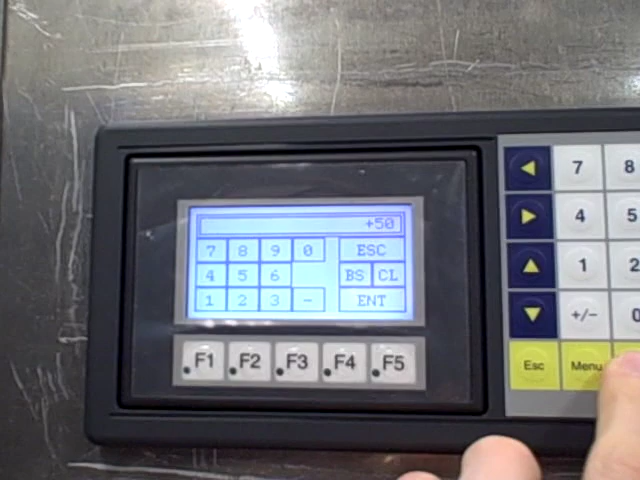 +50
7 8 9 0 ESC
4 5 6 BS CL
1 2 3 - ENT
F1 F2 F3 F4 F5
7 8
4 5
1 2
+/- 0
Esc Menu